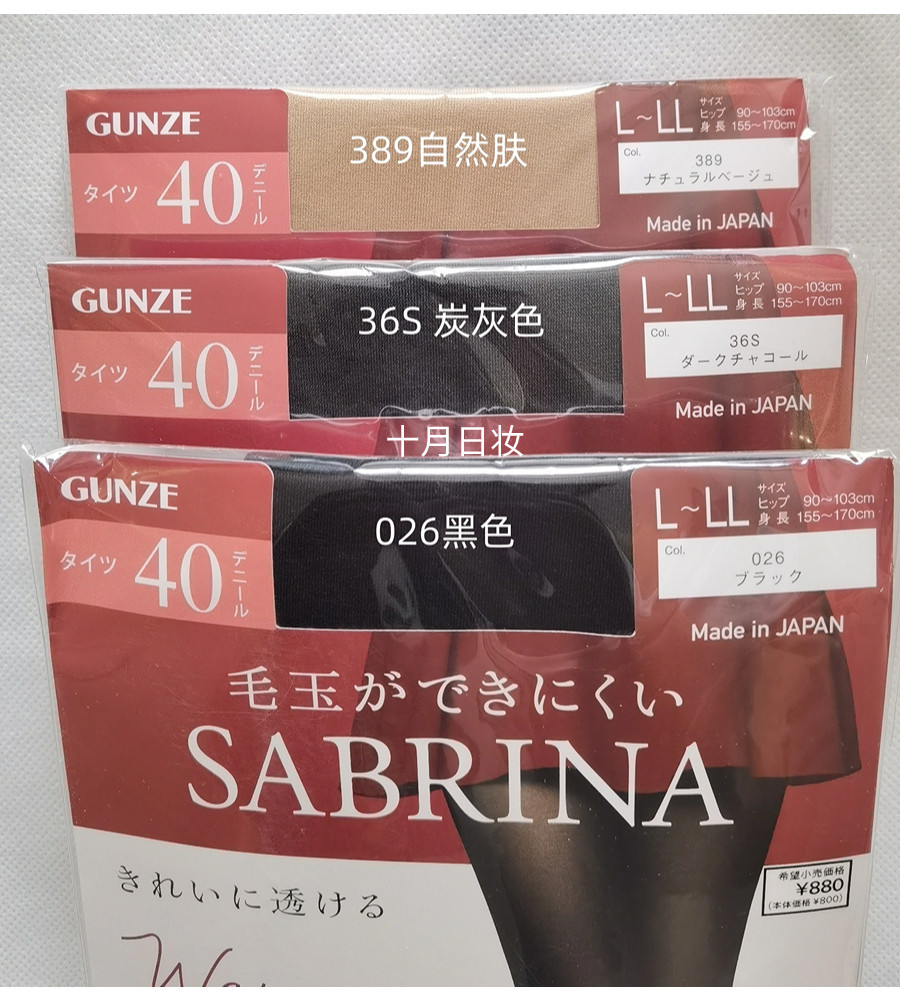 GUNZE
タイツ 40 デニール
389自然肤
L～LL サイズ
ヒップ 90～103cm
身長 155～170cm
Col. 389
ナチュラルベージュ
Made in JAPAN
GUNZE
タイツ 40 デニール
36S 炭灰色
L～LL サイズ
ヒップ 90～103cm
身長 155～170cm
Col. 36S
ダークチャコール
Made in JAPAN
十月日妆
GUNZE
タイツ 40 デニール
026黑色
L～LL サイズ
ヒップ 90～103cm
身長 155～170cm
Col. 026
ブラック
Made in JAPAN
毛玉ができにくい
SABRINA
きれいに透ける
希望小売価格
¥880
(本体価格 ¥800)